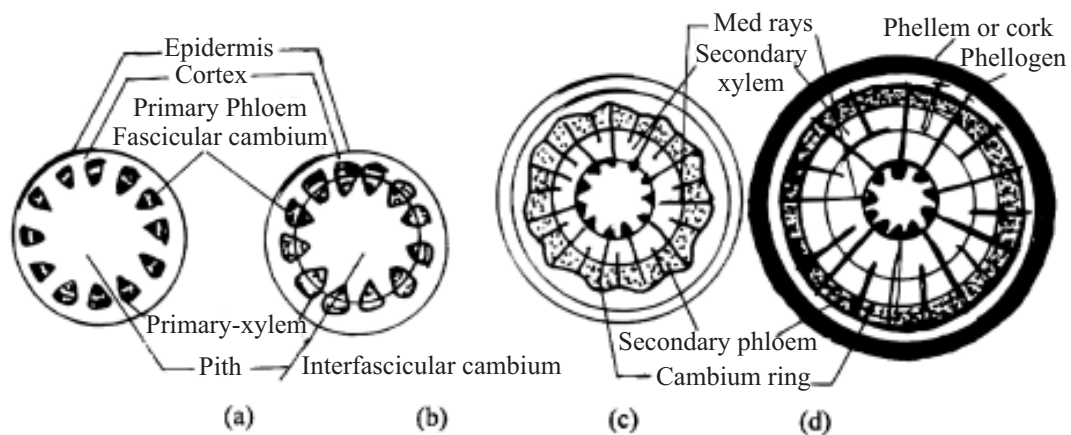 Epidermis
Cortex
Primary Phloem
Fascicular cambium
Primary-xylem
Pith
Interfascicular cambium
Med rays
Secondary
xylem
Phellem or cork
Phellogen
Secondary phloem
Cambium ring
(a)
(b)
(c)
(d)